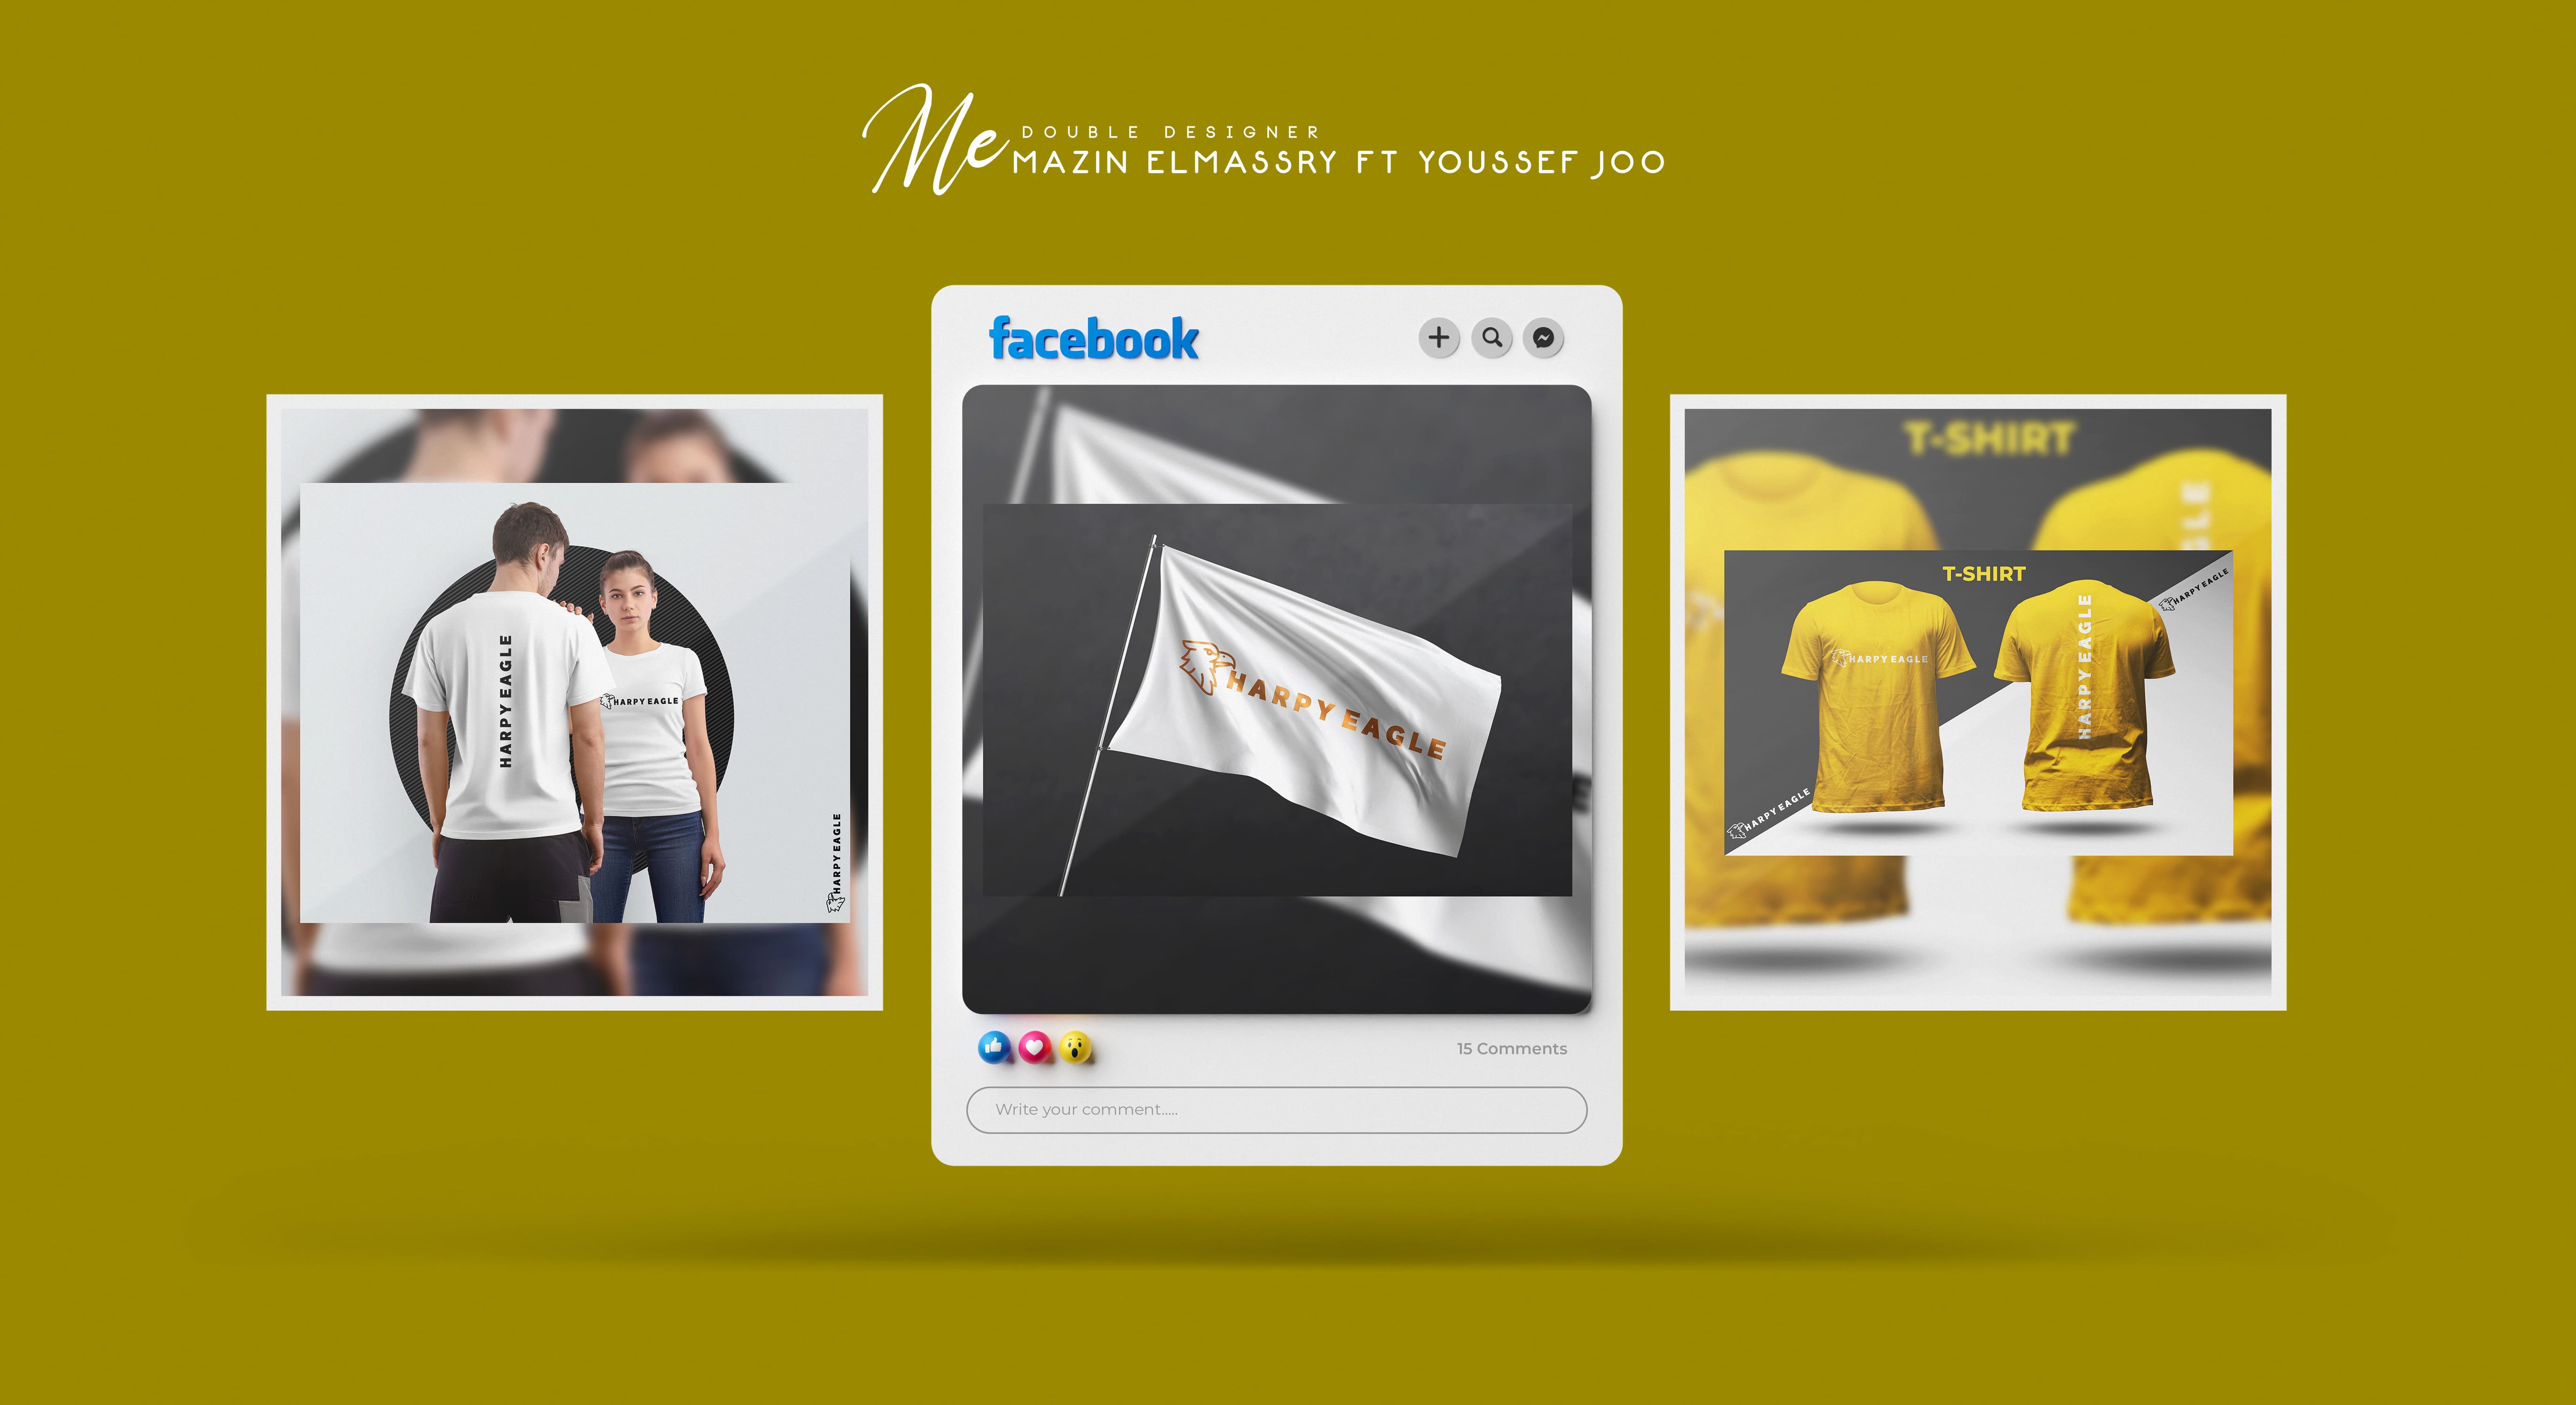 Me
DOUBLE DESIGNER
MAZIN ELMASSRY FT YOUSSEF JOO
facebook
HARPY EAGLE
HARPY EAGLE
HARPY EAGLE
HARPY EAGLE
15 Comments
Write your comment.....
T-SHIRT
GLE
T-SHIRT
HARPY EAGLE
HARPY EAGLE
HARPY EAGLE
HARPY EAGLE